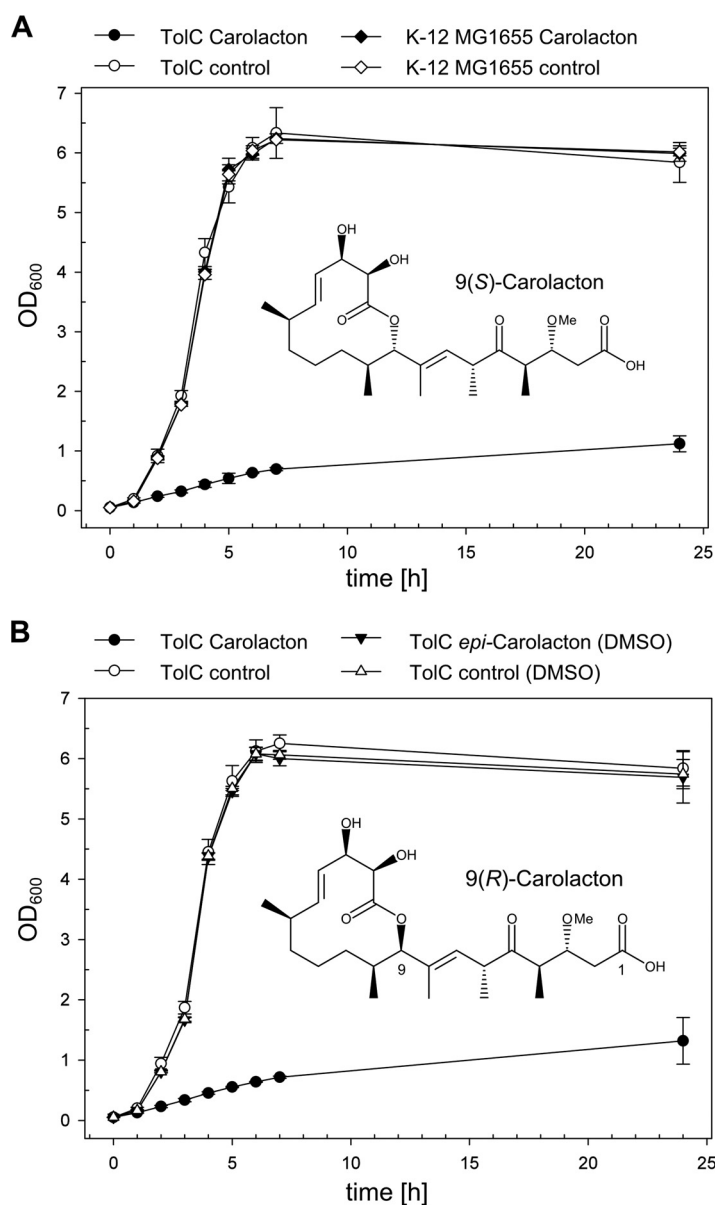 A
TolC Carolacton
K-12 MG1655 Carolacton
TolC control
K-12 MG1655 control
7
6
5
4
3
2
1
0
OD600
OH
OH
O
O
9(S)-Carolacton
O
OMe
O
OH
0
5
10
15
20
25
time [h]
B
TolC Carolacton
TolC epi-Carolacton (DMSO)
TolC control
TolC control (DMSO)
7
6
5
4
3
2
1
0
OD600
OH
OH
O
O
9(R)-Carolacton
O
OMe
O
OH
9
1
0
5
10
15
20
25
time [h]